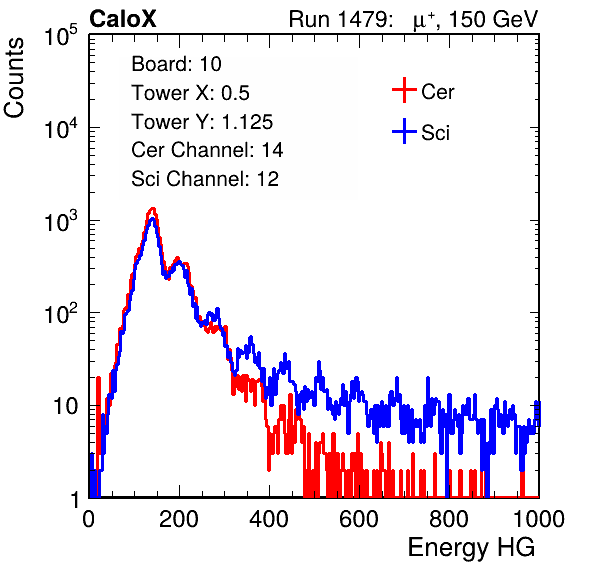 CaloX Run 1479: μ⁺, 150 GeV
Counts
10⁵
10⁴
10³
10²
10
1
Board: 10
Tower X: 0.5
Tower Y: 1.125
Cer Channel: 14
Sci Channel: 12
Cer
Sci
0 200 400 600 800 1000
Energy HG